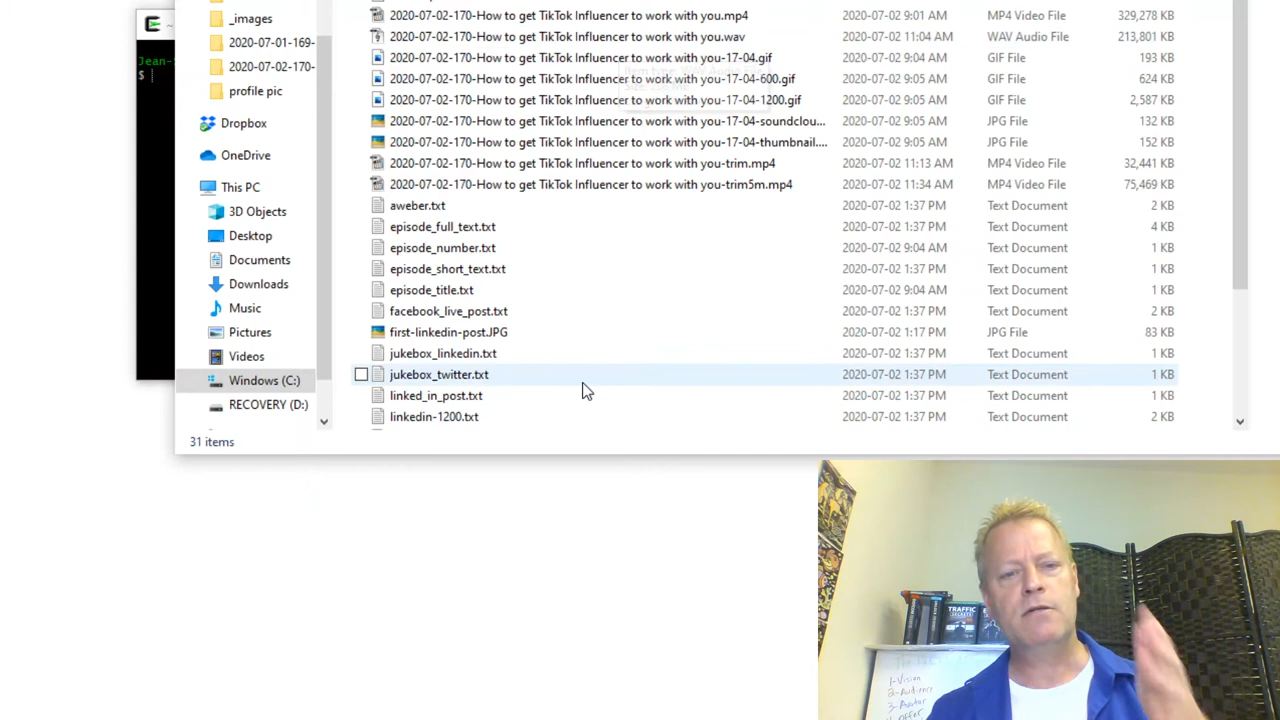 _images
2020-07-01-169-
2020-07-02-170-
profile pic
Dropbox
OneDrive
This PC
3D Objects
Desktop
Documents
Downloads
Music
Pictures
Videos
Windows (C:)
RECOVERY (D:)
31 items
Jean-
$
2020-07-02-170-How to get TikTok Influencer to work with you.mp4 2020-07-02 9:01 AM MP4 Video File 329,278 KB
2020-07-02-170-How to get TikTok Influencer to work with you.wav 2020-07-02 11:04 AM WAV Audio File 213,801 KB
2020-07-02-170-How to get TikTok Influencer to work with you-17-04.gif 2020-07-02 9:04 AM GIF File 193 KB
2020-07-02-170-How to get TikTok Influencer to work with you-17-04-600.gif 2020-07-02 9:05 AM GIF File 624 KB
2020-07-02-170-How to get TikTok Influencer to work with you-17-04-1200.gif 2020-07-02 9:05 AM GIF File 2,587 KB
2020-07-02-170-How to get TikTok Influencer to work with you-17-04-soundclou... 2020-07-02 9:05 AM JPG File 132 KB
2020-07-02-170-How to get TikTok Influencer to work with you-17-04-thumbnail.... 2020-07-02 9:05 AM JPG File 152 KB
2020-07-02-170-How to get TikTok Influencer to work with you-trim.mp4 2020-07-02 11:13 AM MP4 Video File 32,441 KB
2020-07-02-170-How to get TikTok Influencer to work with you-trim5m.mp4 2020-07-02 11:34 AM MP4 Video File 75,469 KB
aweber.txt 2020-07-02 1:37 PM Text Document 2 KB
episode_full_text.txt 2020-07-02 1:37 PM Text Document 4 KB
episode_number.txt 2020-07-02 9:04 AM Text Document 1 KB
episode_short_text.txt 2020-07-02 1:37 PM Text Document 1 KB
episode_title.txt 2020-07-02 9:04 AM Text Document 1 KB
facebook_live_post.txt 2020-07-02 1:37 PM Text Document 1 KB
first-linkedin-post.JPG 2020-07-02 1:17 PM JPG File 83 KB
jukebox_linkedin.txt 2020-07-02 1:37 PM Text Document 1 KB
jukebox_twitter.txt 2020-07-02 1:37 PM Text Document 1 KB
linked_in_post.txt 2020-07-02 1:37 PM Text Document 1 KB
linkedin-1200.txt 2020-07-02 1:37 PM Text Document 2 KB
TRAFFIC
SECRETS
1-Vision
2-Audience
3-Avatar
4-Offer